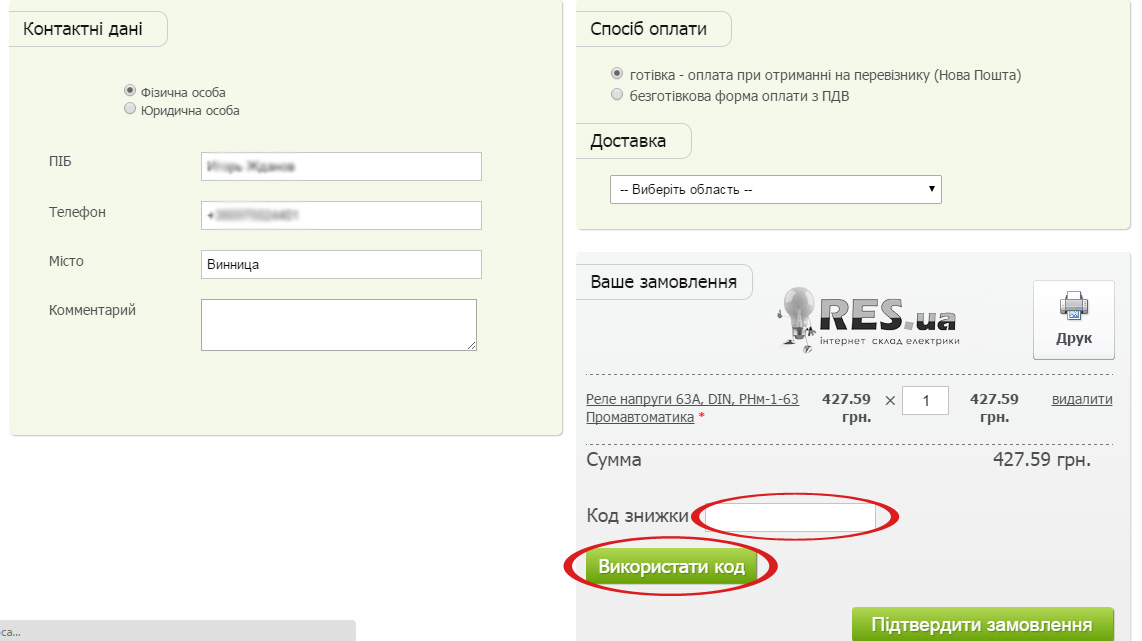 Контактні дані
Фізична особа
Юридична особа
ПІБ
Телефон
Місто
Винница
Комментарий
Спосіб оплати
готівка - оплата при отриманні на перевізнику (Нова Пошта)
безготівкова форма оплати з ПДВ
Доставка
-- Виберіть область --
Ваше замовлення
RES.ua
інтернет склад електрики
Друк
Реле напруги 63А, DIN, РНм-1-63 427.59 × 1 427.59 видалити
Промавтоматика * грн. грн.
Сумма 427.59 грн.
Код знижки
Використати код
Підтвердити замовлення
са...